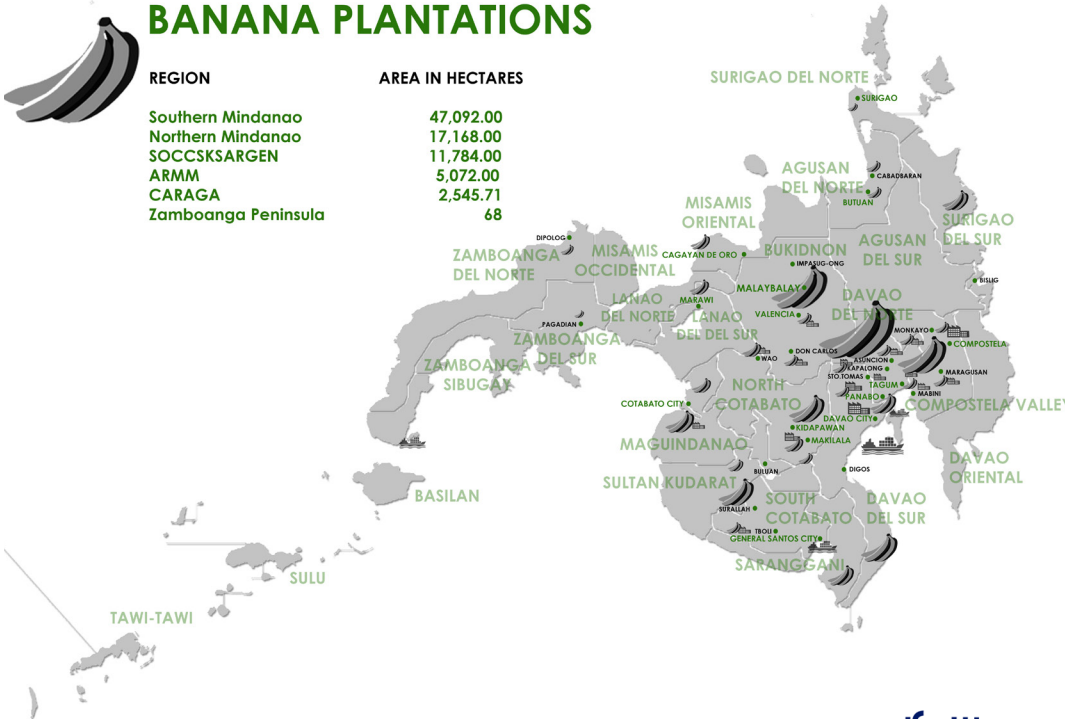 BANANA PLANTATIONS
REGION AREA IN HECTARES
Southern Mindanao 47,092.00
Northern Mindanao 17,168.00
SOCCSKSARGEN 11,784.00
ARMM 5,072.00
CARAGA 2,545.71
Zamboanga Peninsula 68
SURIGAO DEL NORTE
SURIGAO
AGUSAN
DEL NORTE
CABADBARAN
BUTUAN
MISAMIS
ORIENTAL
SURIGAO
DEL SUR
DIPOLOG
ZAMBOANGA
DEL NORTE
MISAMIS
OCCIDENTAL
CAGAYAN DE ORO
BUKIDNON
IMPASUG-ONG
AGUSAN
DEL SUR
BISLIG
MALAYBALAY
DAVAO
DEL NORTE
LANAO
DEL NORTE
MARAWI
LANAO
DEL DEL SUR
VALENCIA
PAGADIAN
ZAMBOANGA
DEL SUR
MONKAYO
COMPOSTELA
WAO
DON CARLOS
ASUNCION
KAPALONG
STO.TOMAS
MARAGUSAN
ZAMBOANGA
SIBUGAY
TAGUM
MABINI
NORTH
COTABATO
PANABO
COMPOSTELA VALLEY
COTABATO CITY
DAVAO CITY
KIDAPAWAN
MAKILALA
MAGUINDANAO
BULUAN
DIGOS
DAVAO
ORIENTAL
SULTAN KUDARAT
BASILAN
SOUTH
COTABATO
DAVAO
DEL SUR
SURALLAH
TBOLI
GENERAL SANTOS CITY
SARANGGANI
SULU
TAWI-TAWI